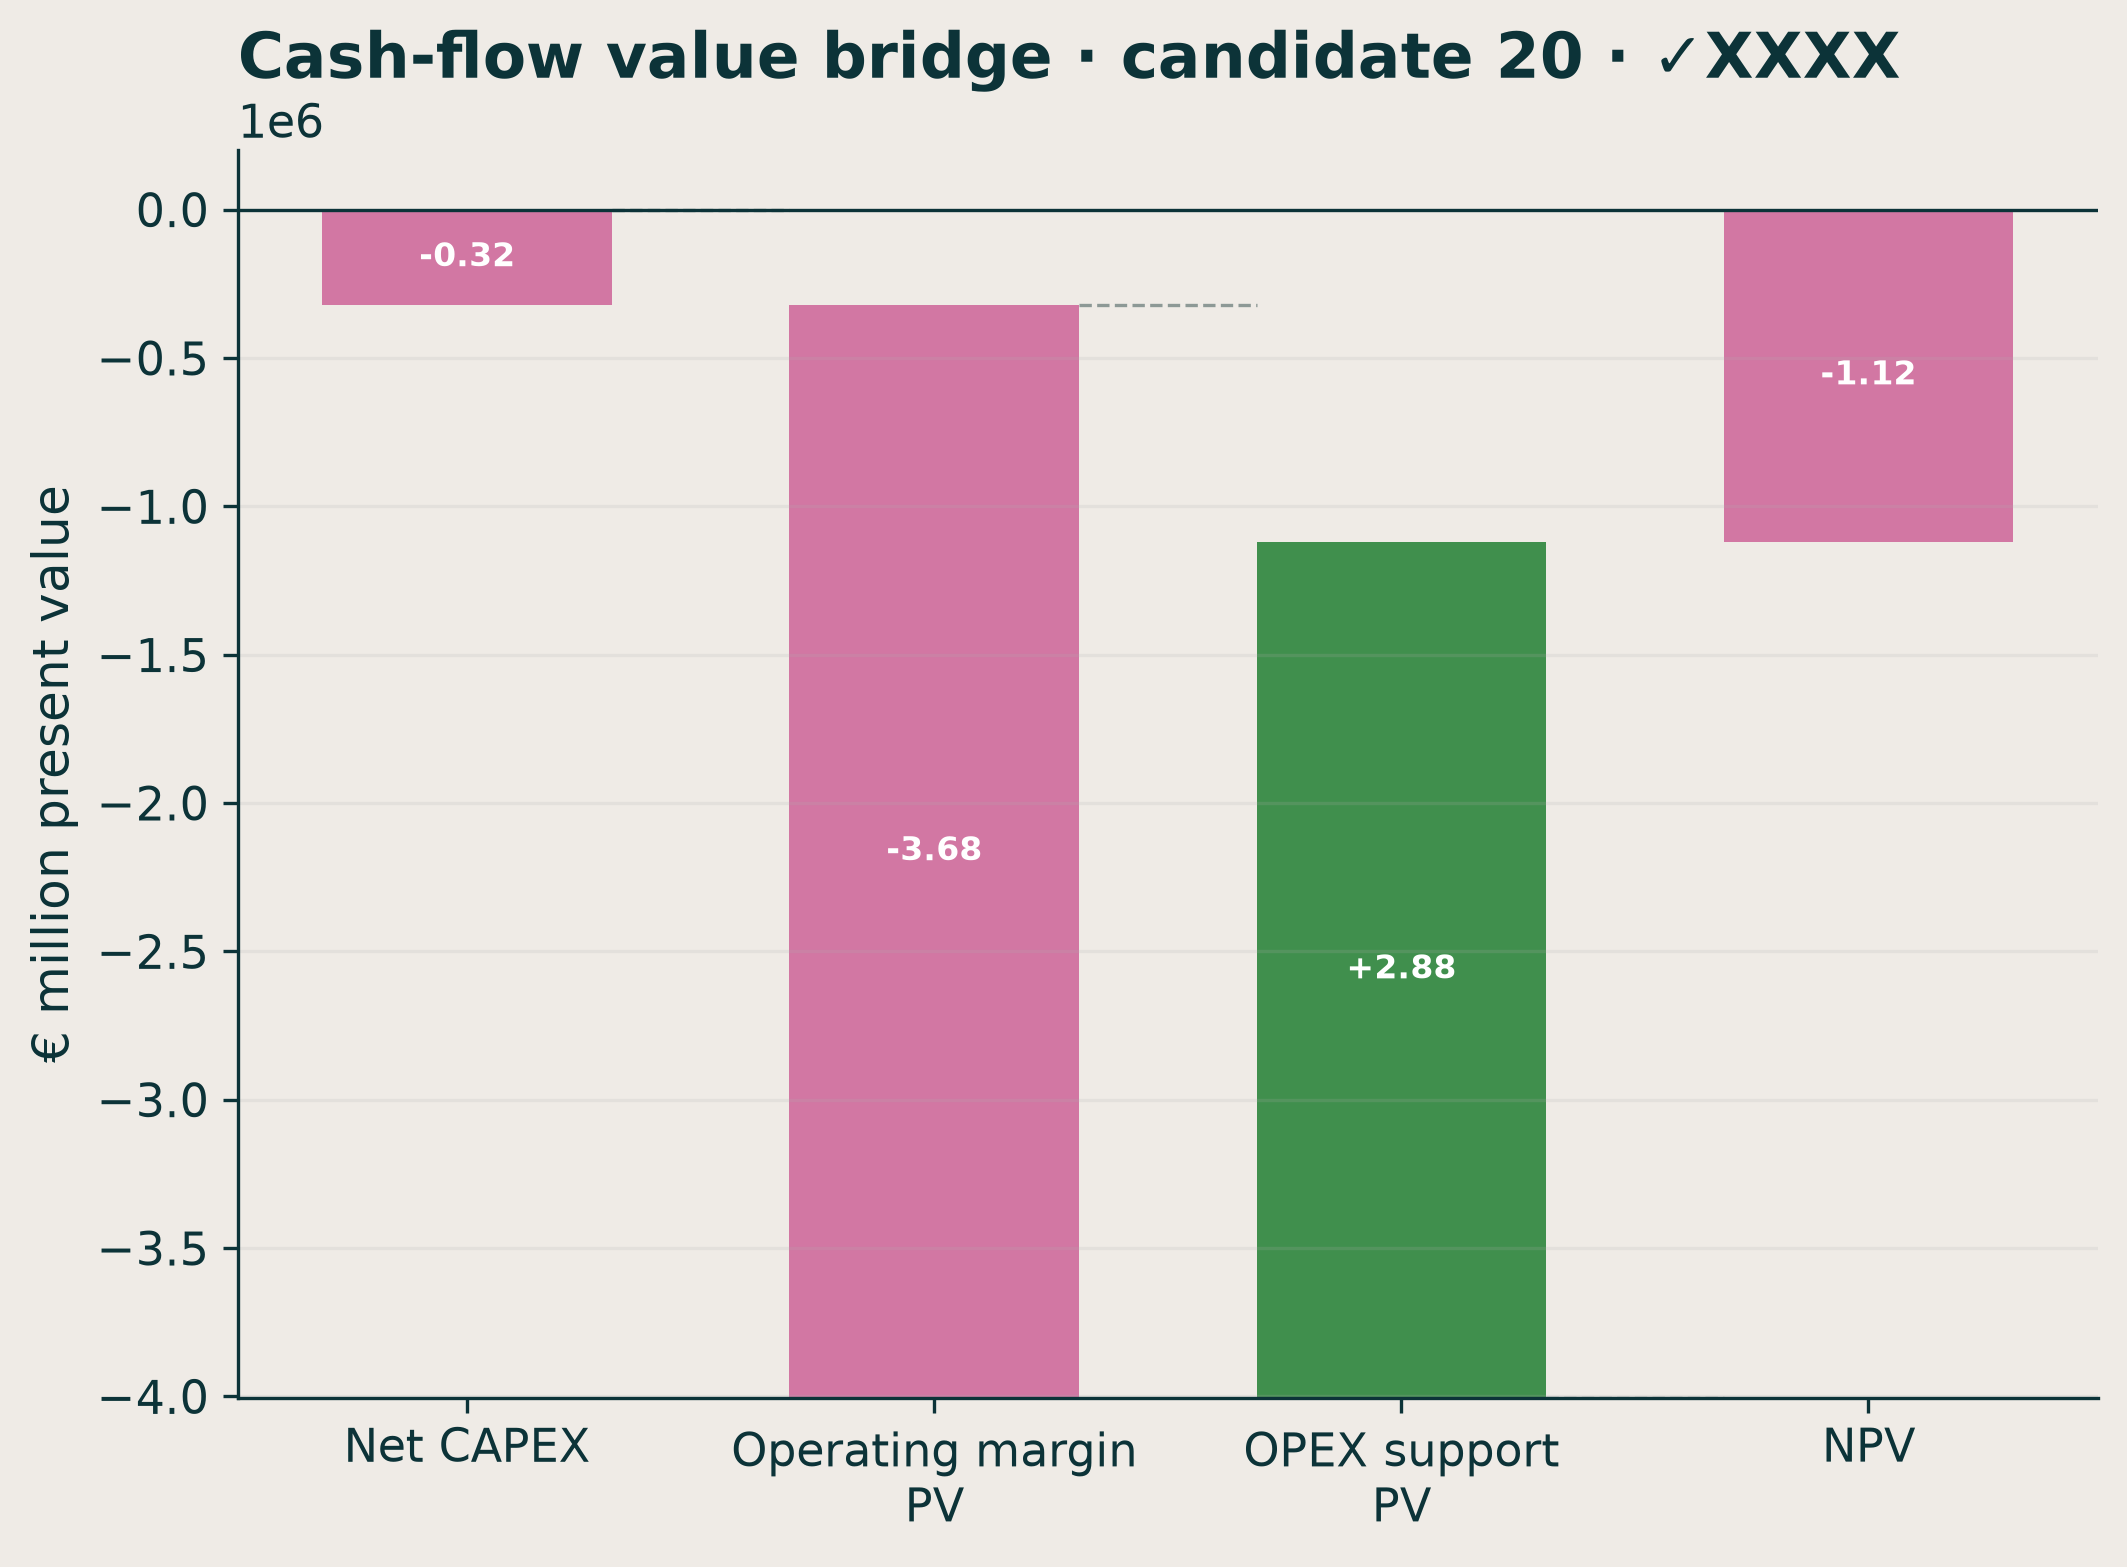 Cash-flow value bridge · candidate 20 · ✓XXXX
1e6
€ million present value
0.0
−0.5
−1.0
−1.5
−2.0
−2.5
−3.0
−3.5
−4.0
-0.32
-3.68
+2.88
-1.12
Net CAPEX
Operating margin
PV
OPEX support
PV
NPV